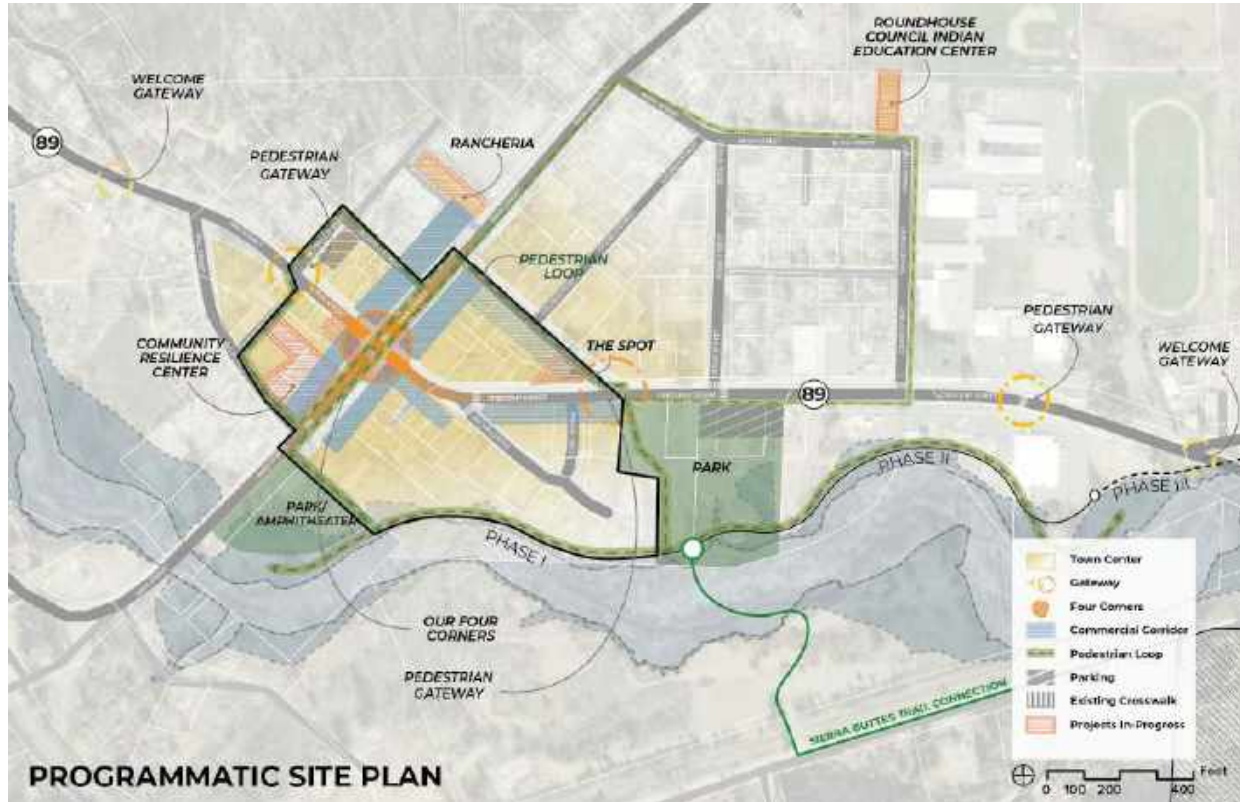 ROUNDHOUSE
COUNCIL INDIAN
EDUCATION CENTER
WELCOME
GATEWAY
89
PEDESTRIAN
GATEWAY
RANCHERIA
PEDESTRIAN
LOOP
COMMUNITY
RESILIENCE
CENTER
THE SPOT
PEDESTRIAN
GATEWAY
WELCOME
GATEWAY
89
PARK
PARK/
AMPHITHEATER
PHASE I
PHASE II
PHASE III
OUR FOUR
CORNERS
PEDESTRIAN
GATEWAY
SIERRA BUTTES TRAIL CONNECTION
Town Center
Gateway
Four Corners
Commercial Corridor
Pedestrian Loop
Parking
Existing Crosswalk
Projects In-Progress
PROGRAMMATIC SITE PLAN
Feet
0 100 200 400